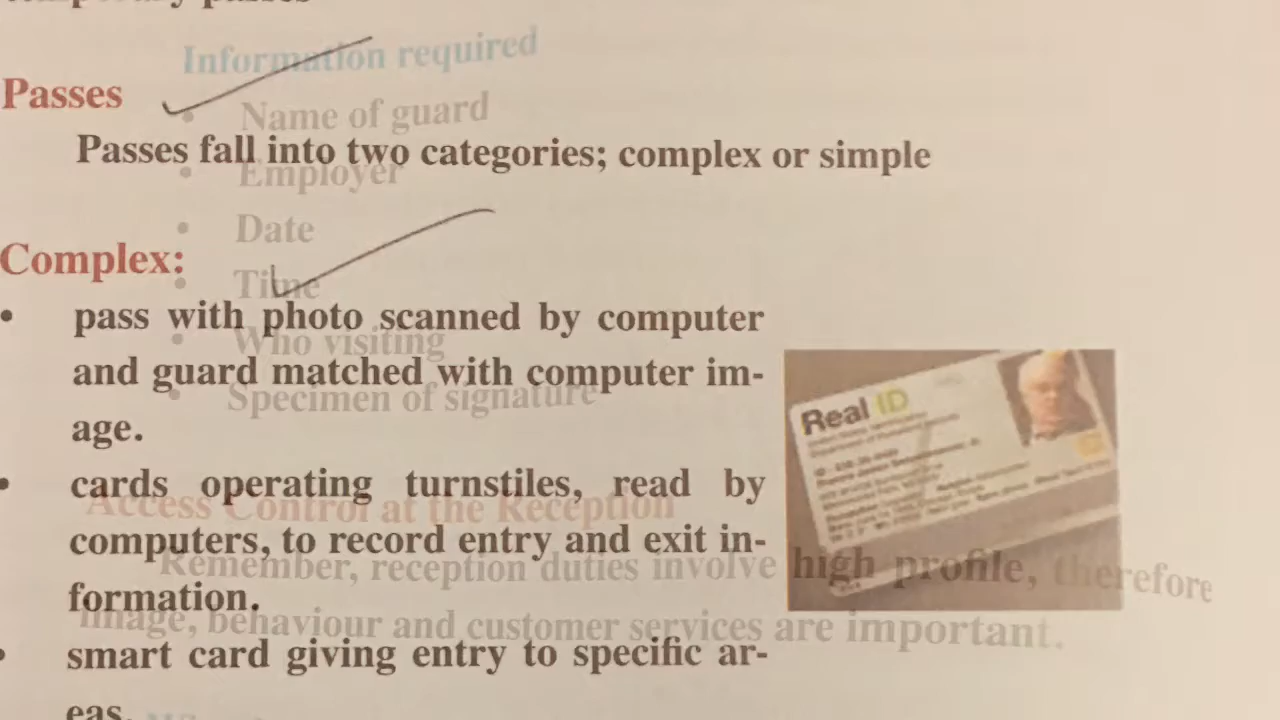 temporary passes
Information required
Passes
Name of guard
Passes fall into two categories; complex or simple
Employer
• Date
Complex:
• Time
• pass with photo scanned by computer
• Who visiting
and guard matched with computer im-
• Specimen of signature
age.
Real ID
• cards operating turnstiles, read by
Access Control at the Reception
computers, to record entry and exit in-
Remember, reception duties involve high profile, therefore
formation.
image, behaviour and customer services are important.
• smart card giving entry to specific ar-
eas.